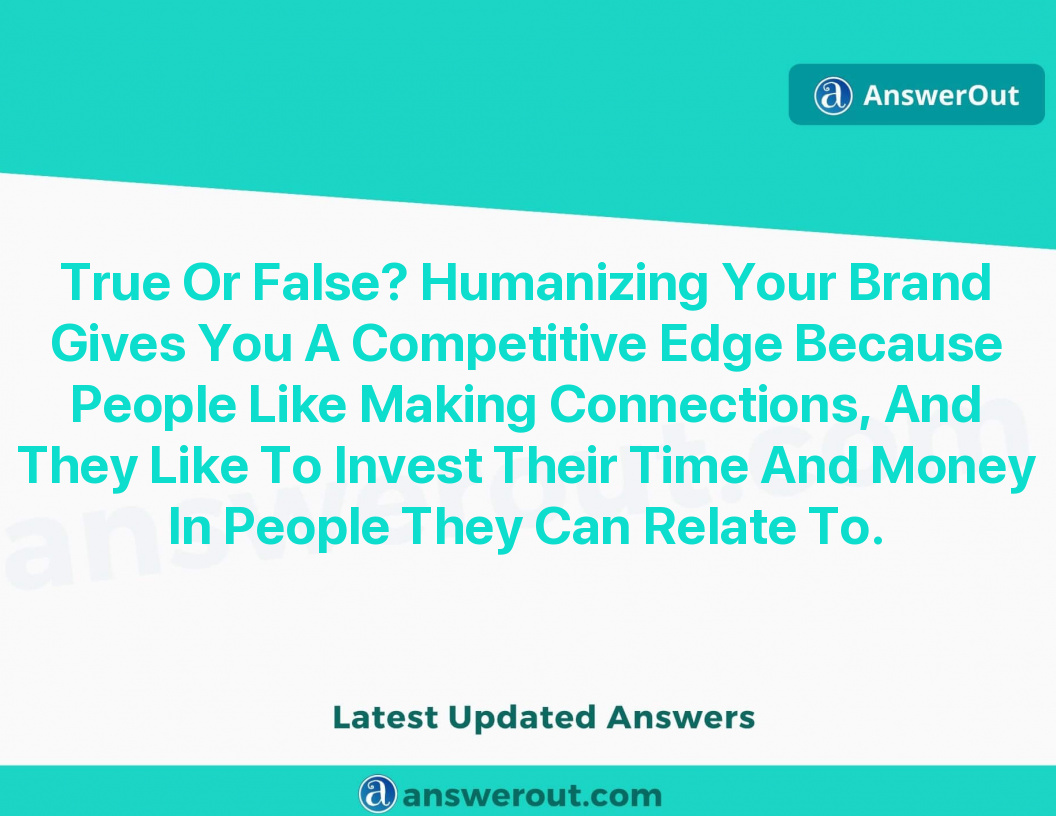 AnswerOut
True Or False? Humanizing Your Brand
Gives You A Competitive Edge Because
People Like Making Connections, And
They Like To Invest Their Time And Money
In People They Can Relate To.
answerout.com
Latest Updated Answers
answerout.com